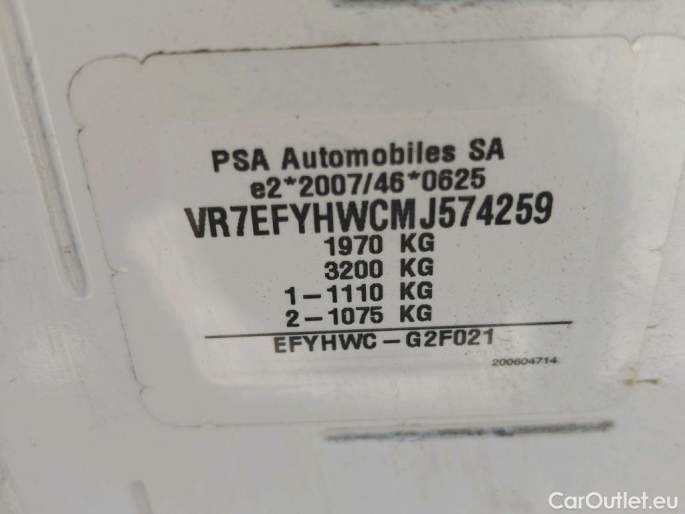 PSA Automobiles SA
e2*2007/46*0625
VR7EFYHWCMJ574259
1970 KG
3200 KG
1-1110 KG
2-1075 KG
EFYHWC-G2F021
200604714
CarOutlet.eu